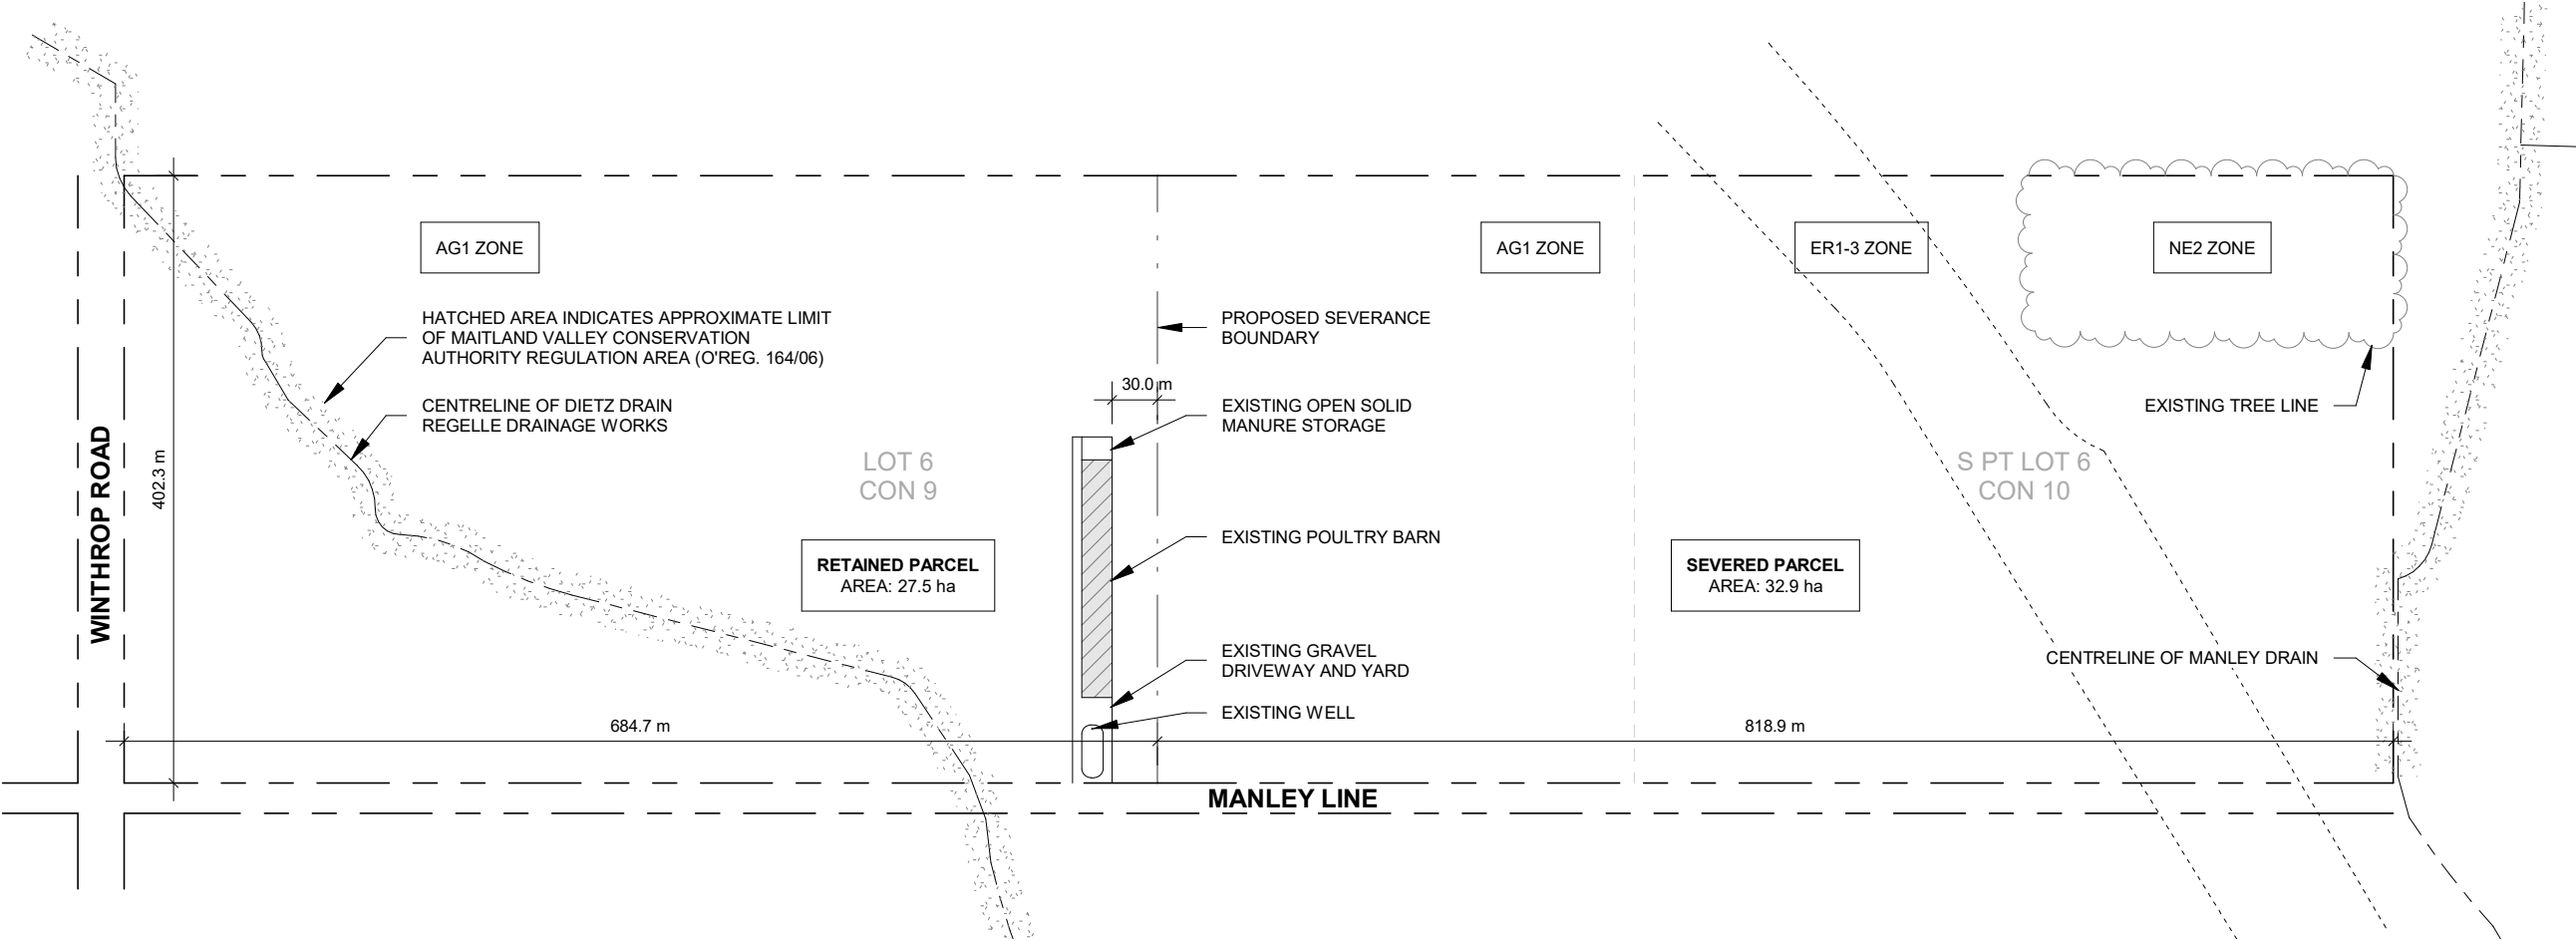 AG1 ZONE
AG1 ZONE
ER1-3 ZONE
NE2 ZONE
HATCHED AREA INDICATES APPROXIMATE LIMIT
OF MAITLAND VALLEY CONSERVATION
AUTHORITY REGULATION AREA (O'REG. 164/06)
PROPOSED SEVERANCE
BOUNDARY
30.0 m
CENTRELINE OF DIETZ DRAIN
REGELLE DRAINAGE WORKS
EXISTING OPEN SOLID
MANURE STORAGE
EXISTING TREE LINE
WINTHROP ROAD
402.3 m
LOT 6
CON 9
S PT LOT 6
CON 10
EXISTING POULTRY BARN
RETAINED PARCEL
AREA: 27.5 ha
SEVERED PARCEL
AREA: 32.9 ha
EXISTING GRAVEL
DRIVEWAY AND YARD
CENTRELINE OF MANLEY DRAIN
EXISTING WELL
684.7 m
818.9 m
MANLEY LINE